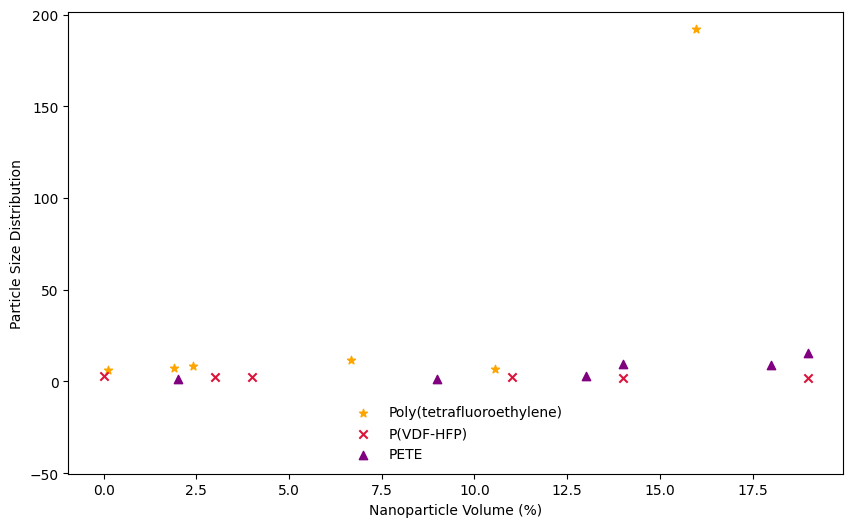 200
150
100
50
0
−50
Particle Size Distribution
Poly(tetrafluoroethylene)
P(VDF-HFP)
PETE
0.0 2.5 5.0 7.5 10.0 12.5 15.0 17.5
Nanoparticle Volume (%)